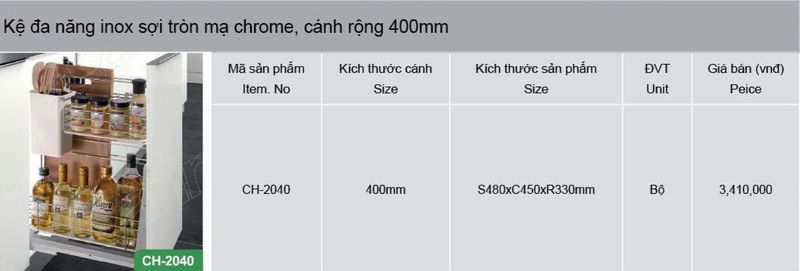 Kệ đa năng inox sợi tròn mạ chrome, cánh rộng 400mm
Mã sản phẩm
Item. No
Kích thước cánh
Size
Kích thước sản phẩm
Size
ĐVT
Unit
Giá bán (vnđ)
Peice
CH-2040
400mm
S480xC450xR330mm
Bộ
3,410,000
CH-2040